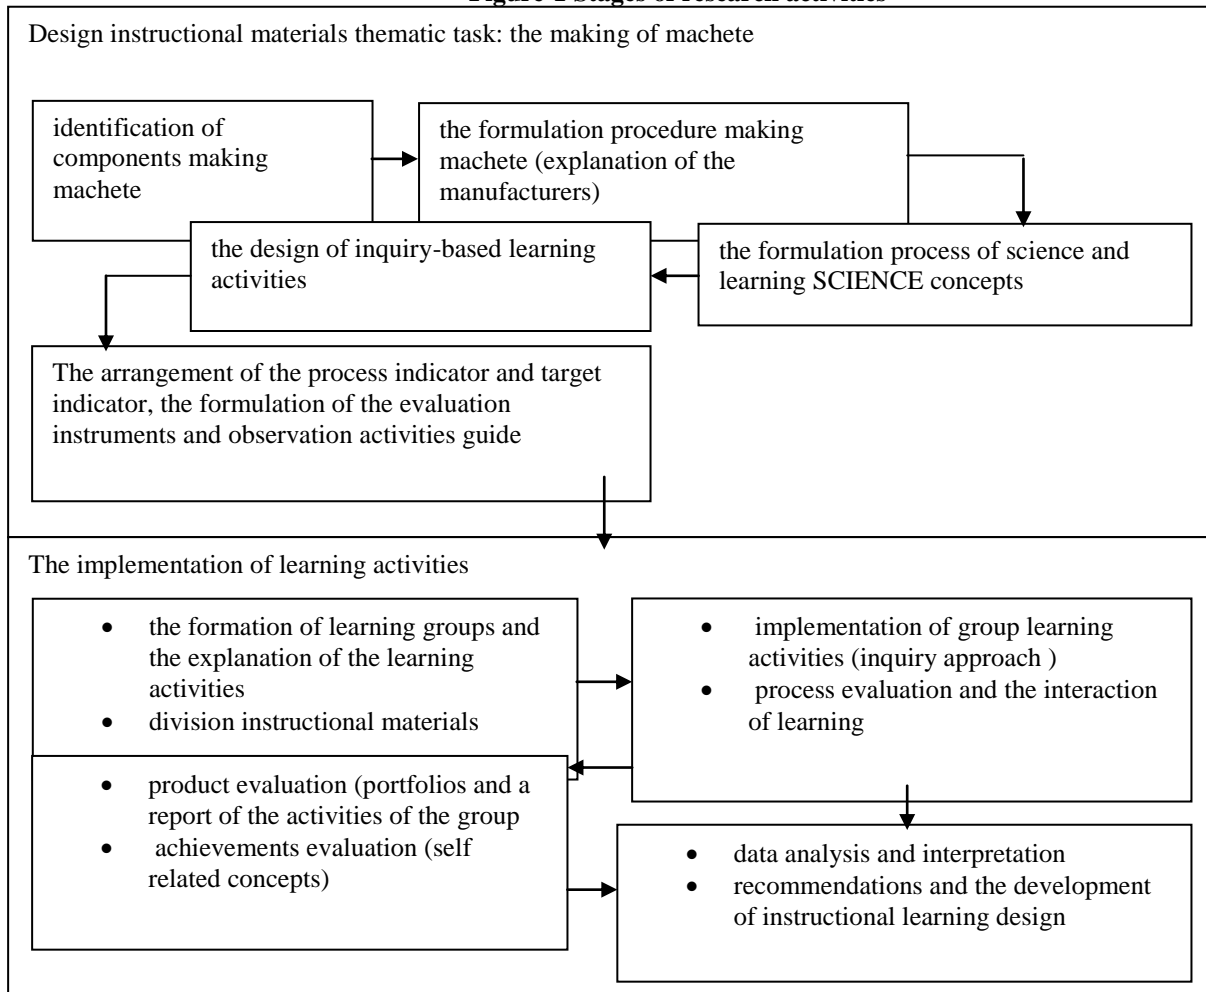 Figure 1 Stages of research activities
Design instructional materials thematic task: the making of machete
identification of
components making
machete
the formulation procedure making
machete (explanation of the
manufacturers)
the formulation process of science and
learning SCIENCE concepts
the design of inquiry-based learning
activities
The arrangement of the process indicator and target
indicator, the formulation of the evaluation
instruments and observation activities guide
The implementation of learning activities
• the formation of learning groups and
the explanation of the learning
activities
• division instructional materials
• implementation of group learning
activities (inquiry approach )
• process evaluation and the interaction
of learning
• product evaluation (portfolios and a
report of the activities of the group
• achievements evaluation (self
related concepts)
• data analysis and interpretation
• recommendations and the development
of instructional learning design